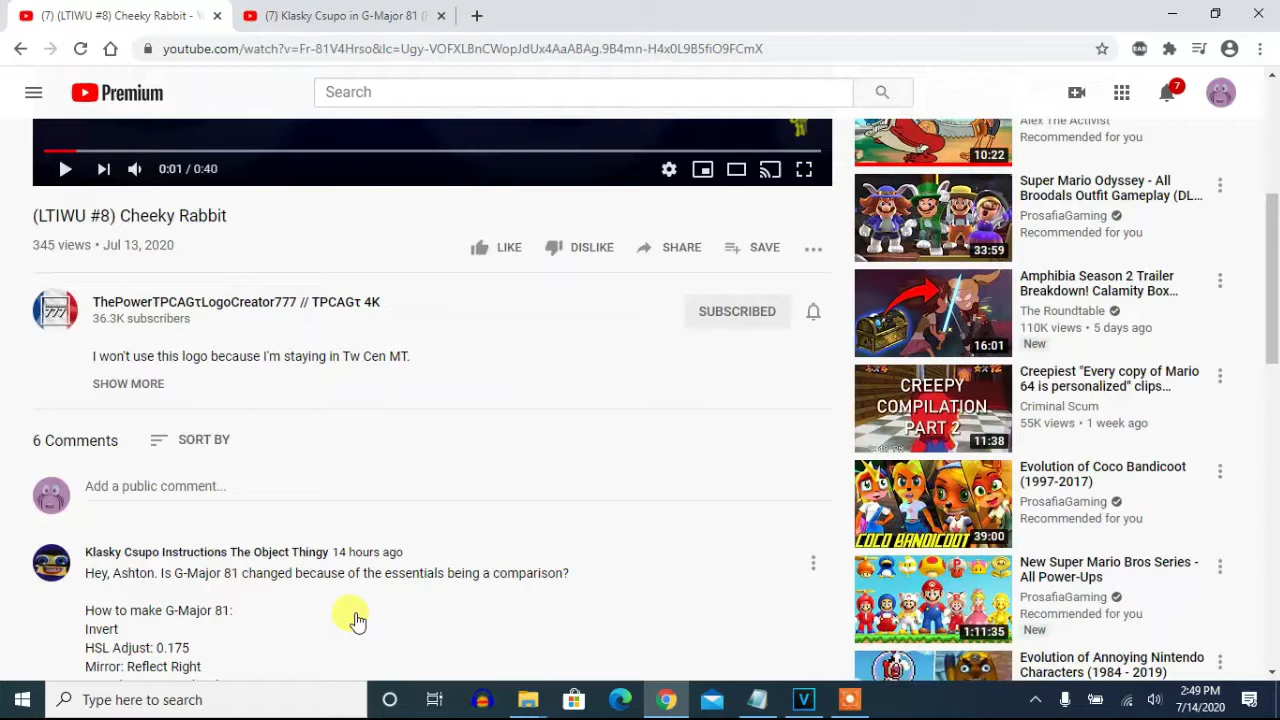 (7) (LTIWU #8) Cheeky Rabbit - Y
(7) Klasky Csupo in G-Major 81 (
youtube.com/watch?v=Fr-81V4Hrso&lc=Ugy-VOFXLBnCWopJdUx4AaABAg.9B4mn-H4x0L9B5fiO9FCmX
EAB
Premium
Search
7
0:01 / 0:40
(LTIWU #8) Cheeky Rabbit
345 views • Jul 13, 2020
LIKE
DISLIKE
SHARE
SAVE
777
ThePowerTPCAGτLogoCreator777 // TPCAGτ 4K
36.3K subscribers
SUBSCRIBED
I won't use this logo because I'm staying in Tw Cen MT.
SHOW MORE
6 Comments
SORT BY
Add a public comment...
Klasky Csupo Instructions The Object Thingy 14 hours ago
Hey, Ashton. Is G-Major 81 changed because of the essentials being a comparison?
How to make G-Major 81:
Invert
HSL Adjust: 0.175
Mirror: Reflect Right
Alex The Activist
Recommended for you
10:22
Super Mario Odyssey - All
Broodals Outfit Gameplay (DL...
ProsafiaGaming
Recommended for you
33:59
Amphibia Season 2 Trailer
Breakdown! Calamity Box...
The Roundtable
110K views • 5 days ago
New
16:01
CREEPY
COMPILATION
PART 2
11:38
Creepiest "Every copy of Mario
64 is personalized" clips...
Criminal Scum
55K views • 1 week ago
COCO BANDICOOT
39:00
Evolution of Coco Bandicoot
(1997-2017)
ProsafiaGaming
Recommended for you
1:11:35
New Super Mario Bros Series -
All Power-Ups
ProsafiaGaming
Recommended for you
New
Evolution of Annoying Nintendo
Characters (1984 - 2019)
Type here to search
2:49 PM
7/14/2020